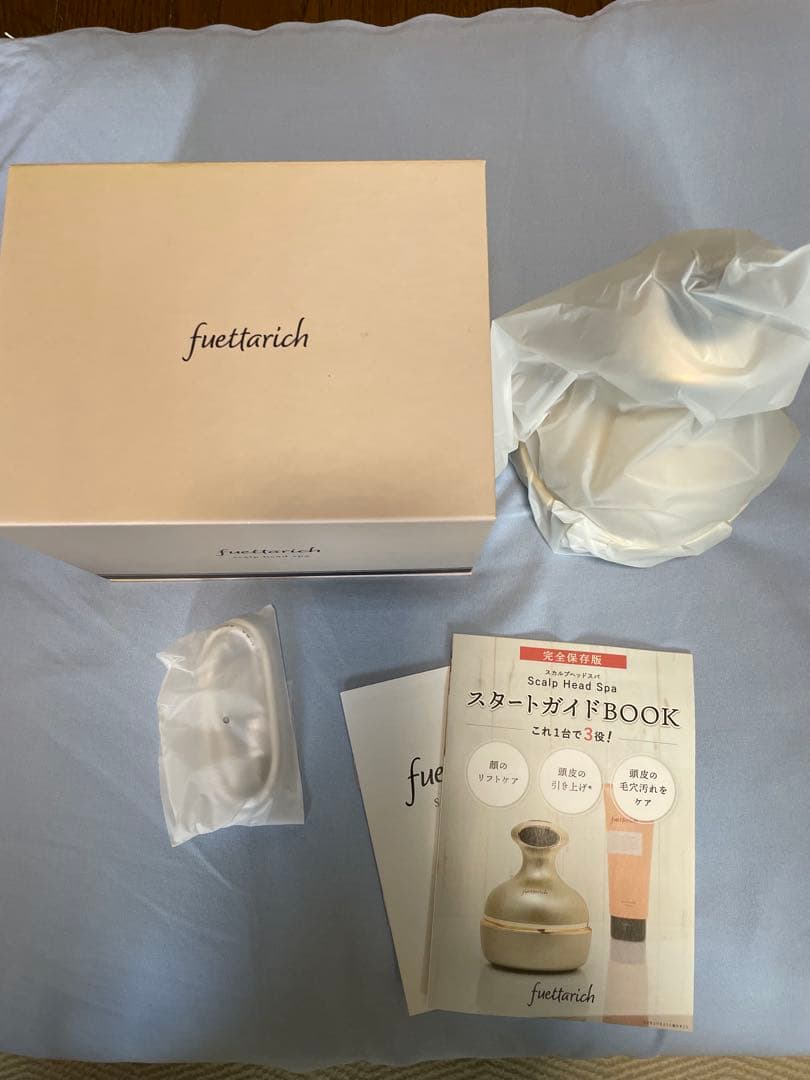 fuettarich
fuettarich
scalp head spa
fue
S
完全保存版
スカルプヘッドスパ
Scalp Head Spa
スタートガイドBOOK
これ1台で3役!
顔の
リフトケア
頭皮の
引き上げ*
頭皮の
毛穴汚れを
ケア
fuettarich
fuettarich
fuettarich